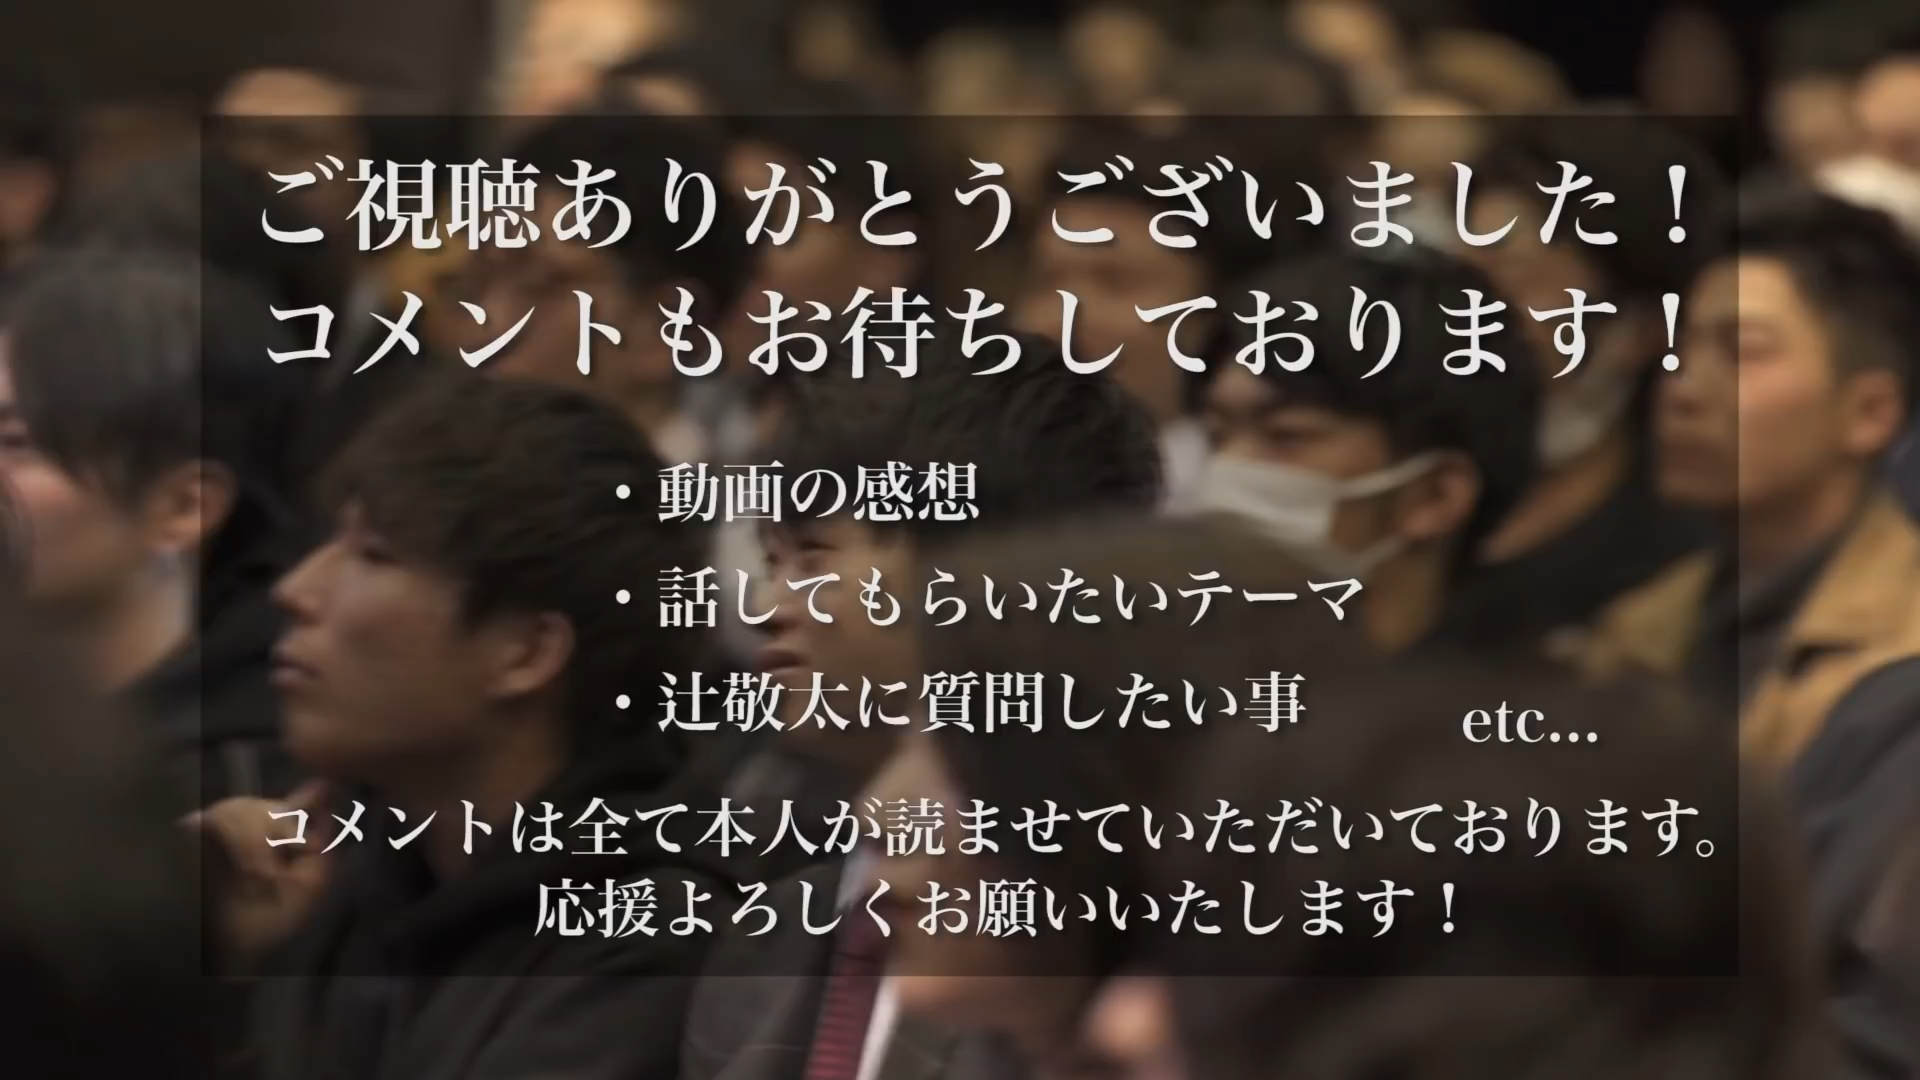 ご視聴ありがとうございました！
コメントもお待ちしております！
・動画の感想
・話してもらいたいテーマ
・辻敬太に質問したい事
etc...
コメントは全て本人が読ませていただいております。
応援よろしくお願いいたします！